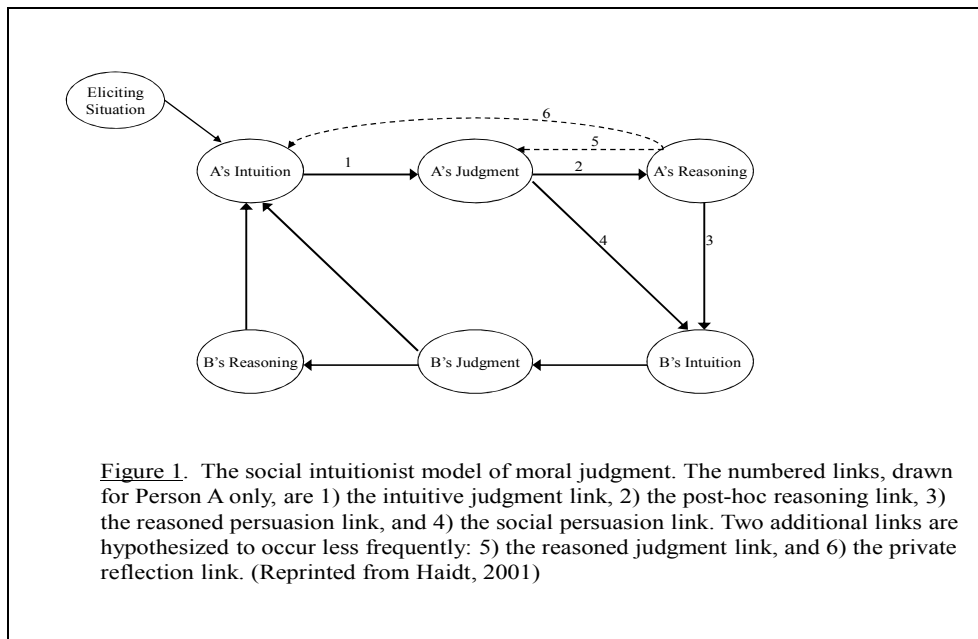 Eliciting
Situation
6
5
A's Intuition
1
A's Judgment
2
A's Reasoning
4
3
B's Reasoning
B's Judgment
B's Intuition
Figure 1.  The social intuitionist model of moral judgment. The numbered links, drawn
for Person A only, are 1) the intuitive judgment link, 2) the post-hoc reasoning link, 3)
the reasoned persuasion link, and 4) the social persuasion link. Two additional links are
hypothesized to occur less frequently: 5) the reasoned judgment link, and 6) the private
reflection link. (Reprinted from Haidt, 2001)